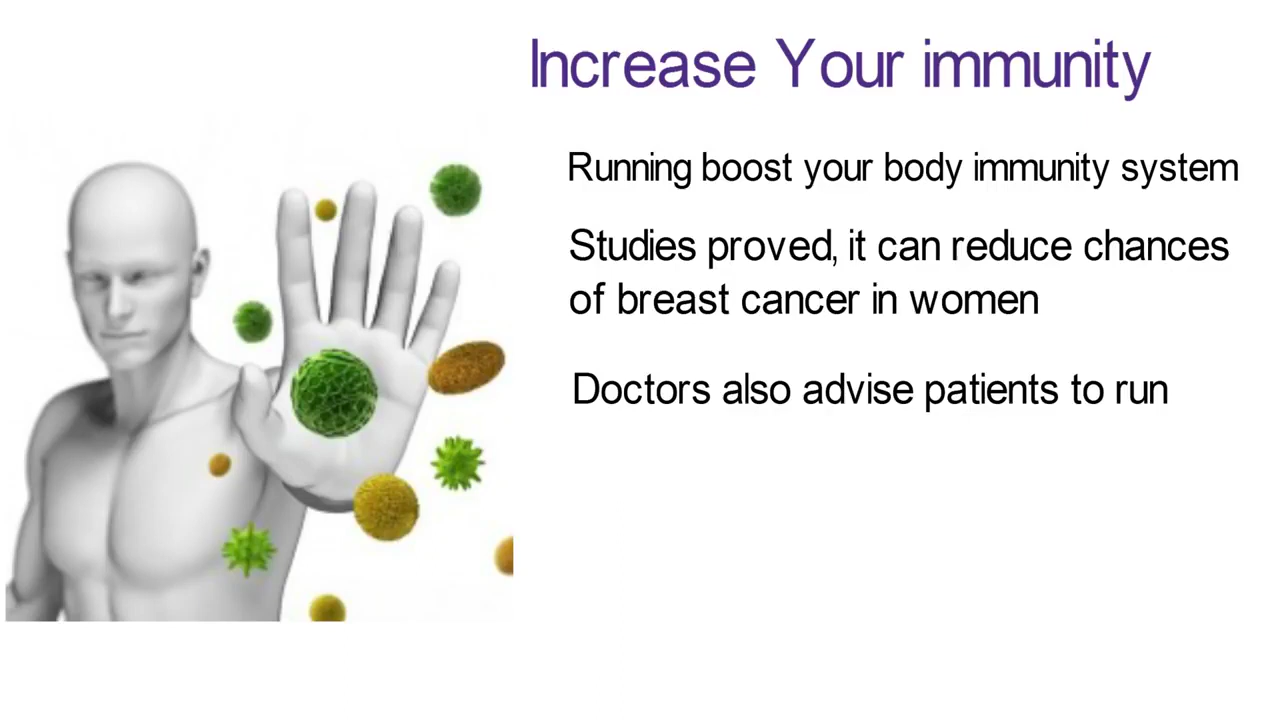 Increase Your immunity
Running boost your body immunity system
Studies proved, it can reduce chances
of breast cancer in women
Doctors also advise patients to run